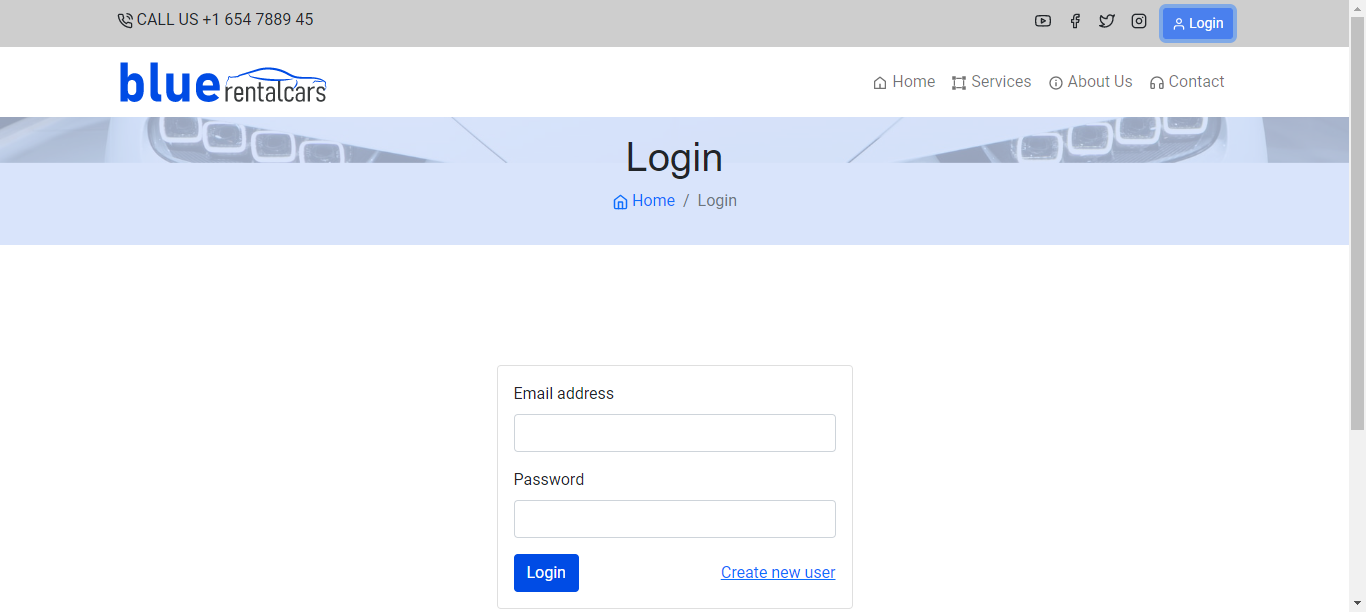 CALL US +1 654 7889 45
Login
blue rentalcars
Home Services About Us Contact
Login
Home / Login
Email address
Password
Login Create new user